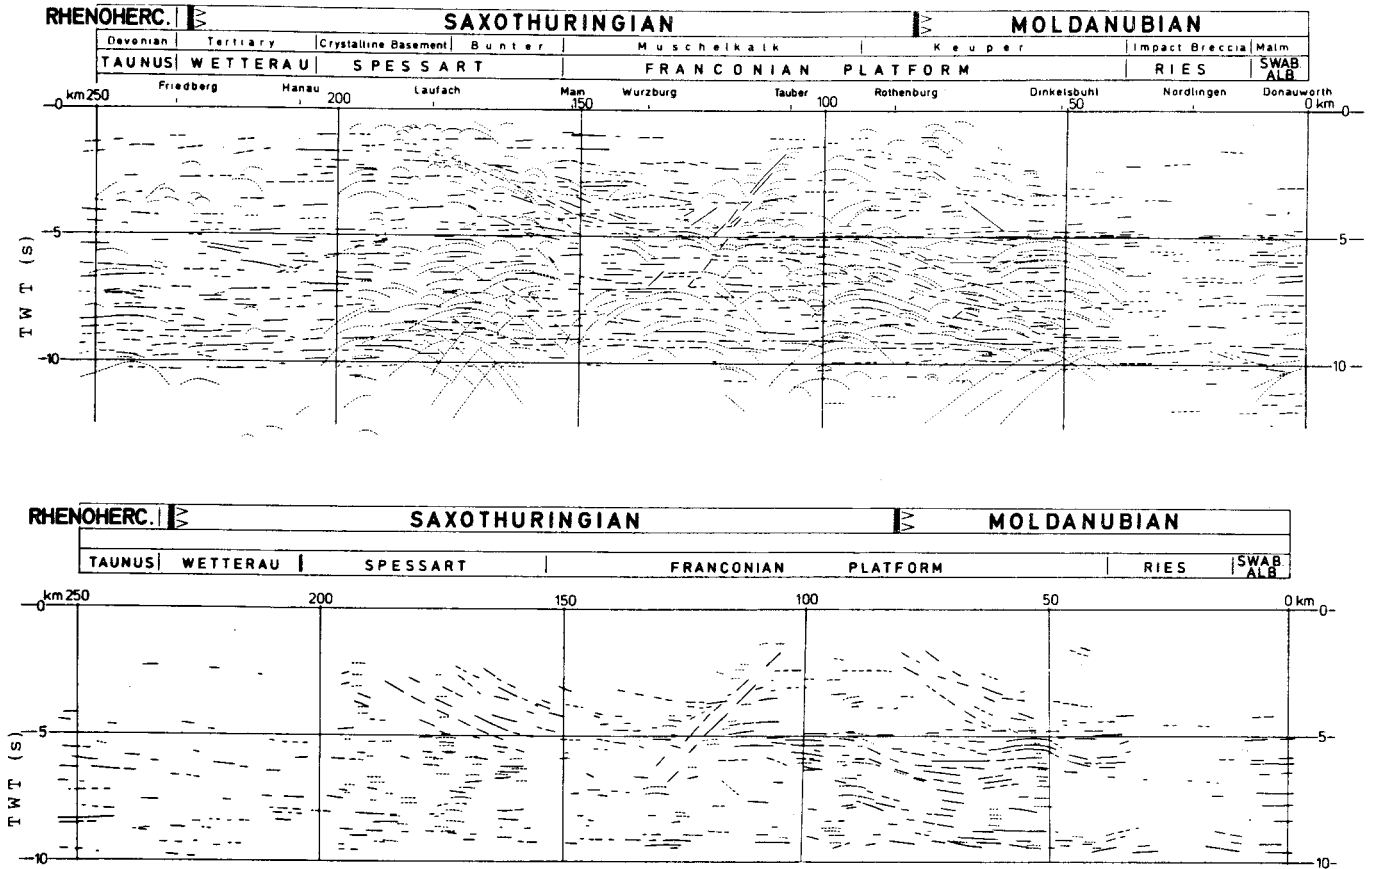 RHENOHERC. SAXOTHURINGIAN MOLDANUBIAN
Devonian Tertiary Crystalline Basement Bunter Muschelkalk Keuper Impact Breccia Malm
TAUNUS WETTERAU SPESSART FRANCONIAN PLATFORM RIES SWAB. ALB.
Friedberg Hanau Laufach Main Wurzburg Tauber Rothenburg Dinkelsbuhl Nordlingen Donauworth
km 250 200 150 100 50 0 km
0 0
5 5
10 10
TWT (s)
RHENOHERC. SAXOTHURINGIAN MOLDANUBIAN
TAUNUS WETTERAU SPESSART FRANCONIAN PLATFORM RIES SWAB. ALB.
km 250 200 150 100 50 0 km
0 0
5 5
10 10
TWT (s)